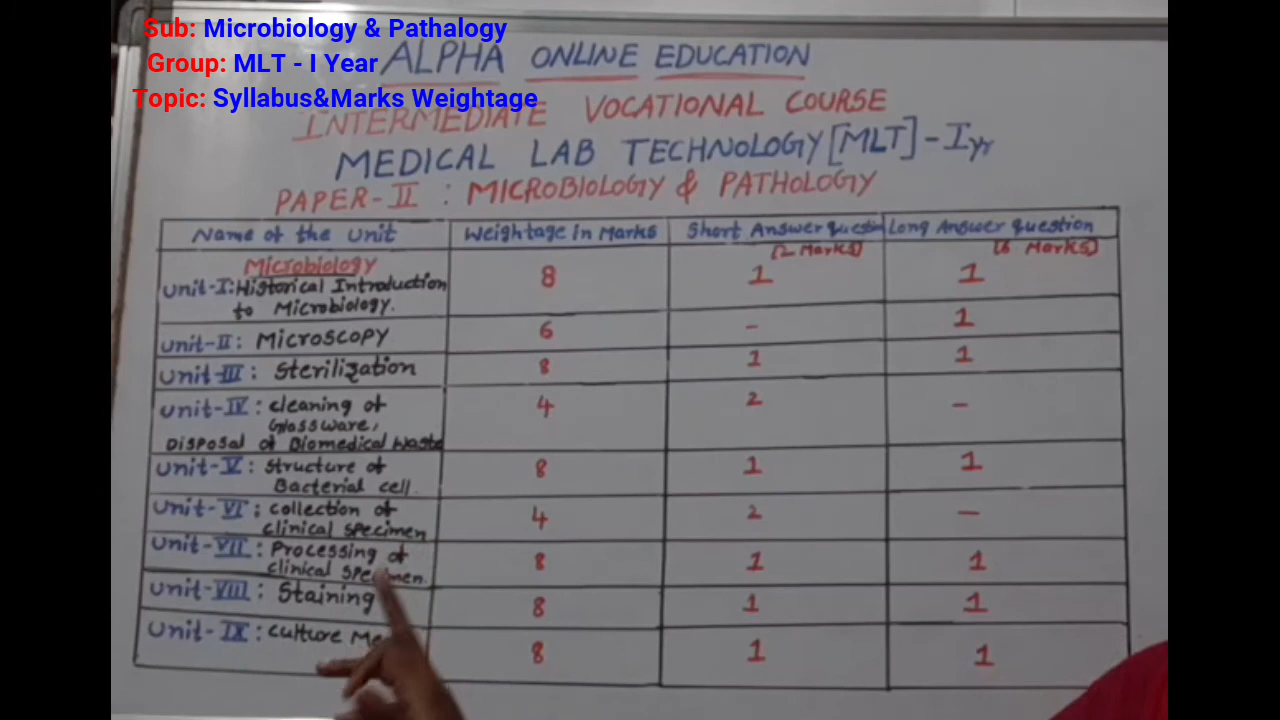 Sub: Microbiology & Pathalogy
Group: MLT - I Year
Topic: Syllabus&Marks Weightage
ALPHA ONLINE EDUCATION
INTERMEDIATE VOCATIONAL COURSE
MEDICAL LAB TECHNOLOGY [MLT] - I yr
PAPER-II : MICROBIOLOGY & PATHOLOGY
Name of the Unit Weightage in Marks Short Answer Question [2 Marks] Long Answer Question [6 Marks]
Microbiology
Unit-I: Historical Introduction 8 1 1
to Microbiology.
Unit-II: Microscopy 6 - 1
Unit-III: Sterilization 8 1 1
Unit-IV: cleaning of 4 2 -
Glassware,
Disposal of Biomedical Waste
Unit-V: Structure of 8 1 1
Bacterial cell.
Unit-VI: collection of 4 2 -
clinical specimen
Unit-VII: Processing of 8 1 1
clinical specimen.
Unit-VIII: Staining 8 1 1
Unit-IX: Culture 8 1 1